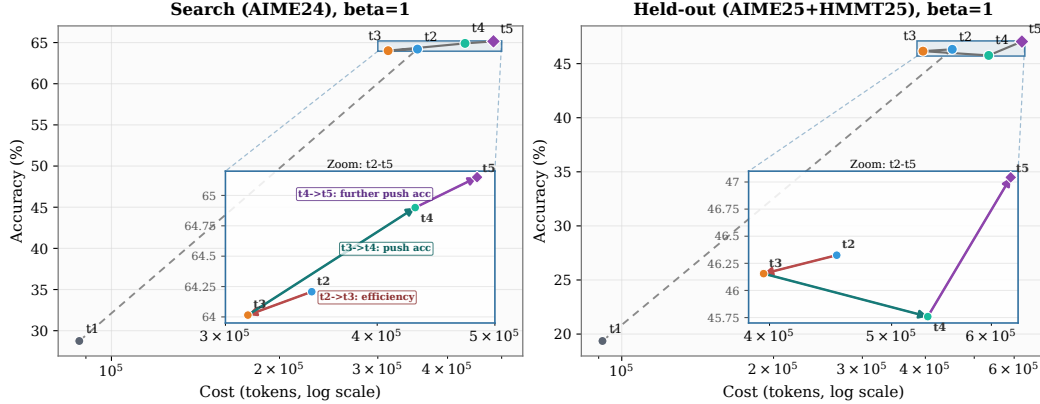 Search (AIME24), beta=1
Accuracy (%)
65
60
55
50
45
40
35
30
t1
t3
t2
t4
t5
Zoom: t2-t5
65
64.75
64.5
64.25
64
t4->t5: further push acc
t3->t4: push acc
t2->t3: efficiency
t5
t4
t2
t3
3 × 10⁵
4 × 10⁵
5 × 10⁵
10⁵
2 × 10⁵
3 × 10⁵
4 × 10⁵
Cost (tokens, log scale)
Held-out (AIME25+HMMT25), beta=1
Accuracy (%)
45
40
35
30
25
20
t1
t3
t2
t4
t5
Zoom: t2-t5
47
46.75
46.5
46.25
46
45.75
t5
t2
t3
t4
4 × 10⁵
5 × 10⁵
6 × 10⁵
10⁵
2 × 10⁵
3 × 10⁵
4 × 10⁵
6 × 10⁵
Cost (tokens, log scale)